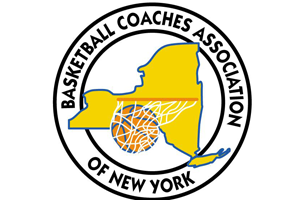 BASKETBALL COACHES ASSOCIATION
OF NEW YORK